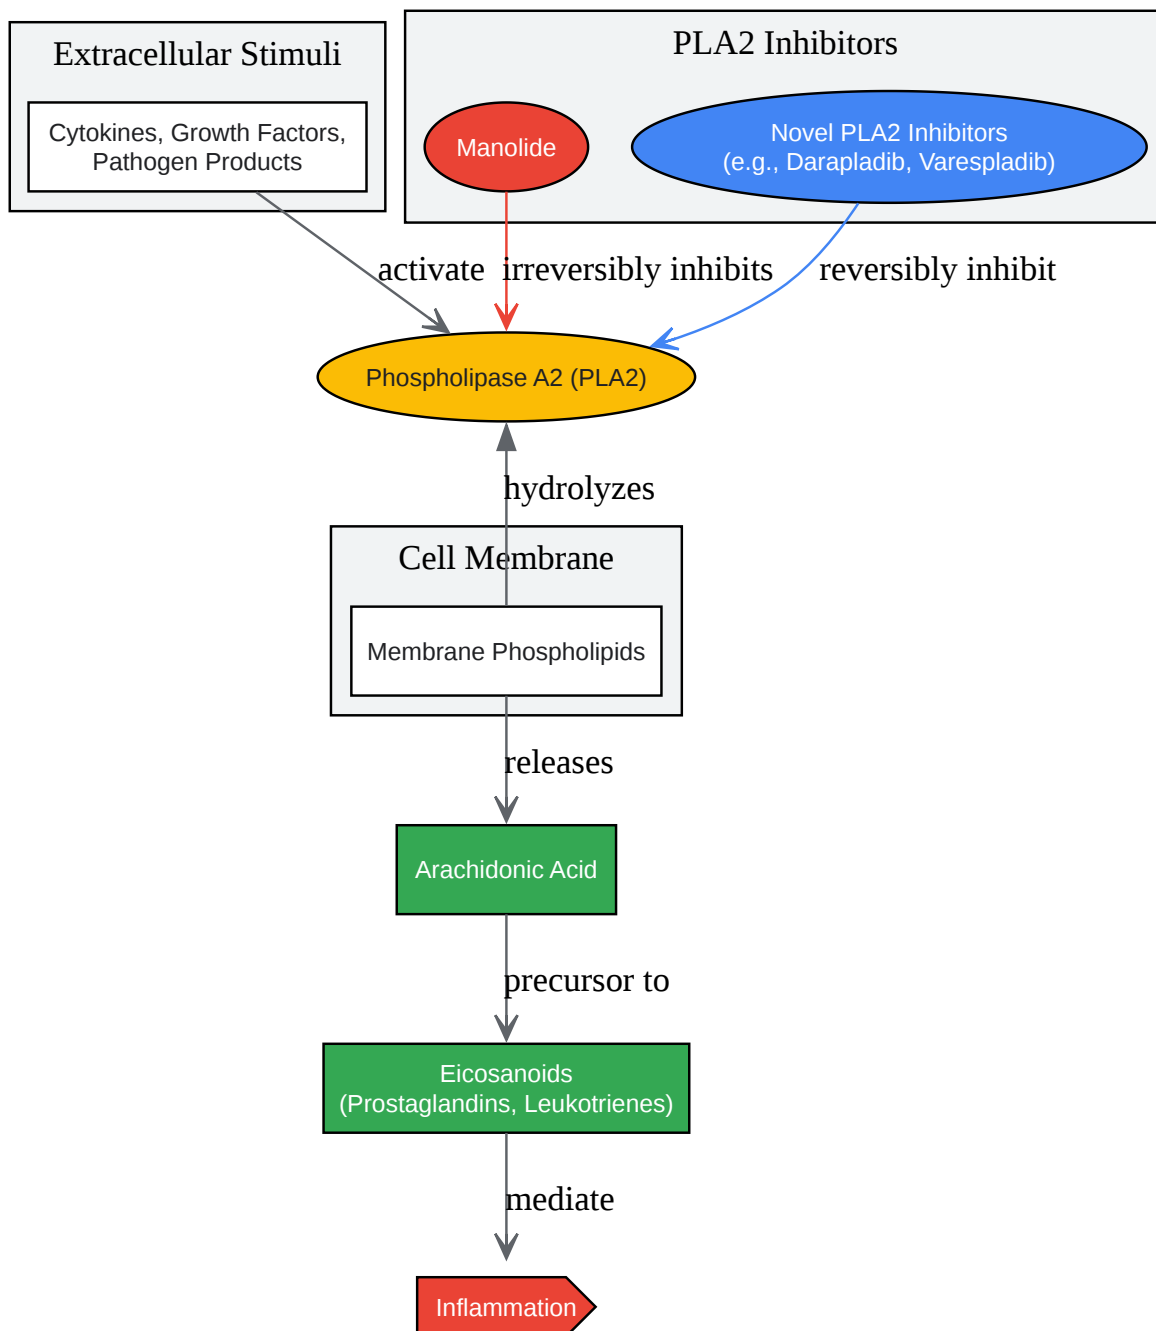 Extracellular Stimuli
Cytokines, Growth Factors,
Pathogen Products
PLA2 Inhibitors
Manolide
Novel PLA2 Inhibitors
(e.g., Darapladib, Varespladib)
activate
irreversibly inhibits
reversibly inhibit
Phospholipase A2 (PLA2)
hydrolyzes
Cell Membrane
Membrane Phospholipids
releases
Arachidonic Acid
precursor to
Eicosanoids
(Prostaglandins, Leukotrienes)
mediate
Inflammation